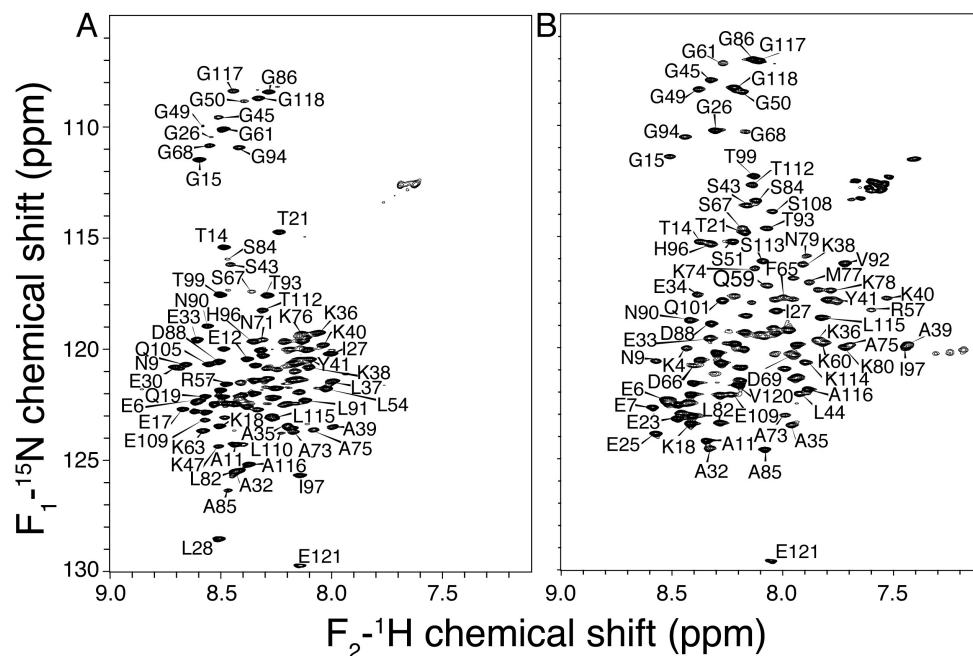 A
B
G117 G86
G50 G118
G49 G45
G26 G61
G68 G94
G15
T21
T14
S84
S43
T99 S67 T93
N90 T112
E33 H96 N71 K76 K36
D88 E12 K40
Q105 I27
N9 Y41
E30 R57 K38
Q19 L37
E6 L91 L54
E17 K18 L115
E109 A35 A39
K63 A73 A75
K47 A11 L110
L82 A32 A116 I97
A85
L28
E121
G86
G61 G117
G45 G118
G49 G50
G26
G94 G68
G15
T99 T112
S43 S84
S67 S108
T14 T21 T93
H96 S113 N79 K38
S51 V92
K74 F65 M77
E34 Q59 K78
Q101 Y41 K40
N90 I27 R57
D88 L115
E33 K36 A39
N9 K4 A75
D66 K60 K80 I97
D69 K114
E6 V120 A116
E7 L82 E109 L44
E23 A73
E25 K18 A11 A35
A32 A85
E121
110
115
120
125
130
9.0 8.5 8.0 7.5
9.0 8.5 8.0 7.5
F₁-¹⁵N chemical shift (ppm)
F₂-¹H chemical shift (ppm)